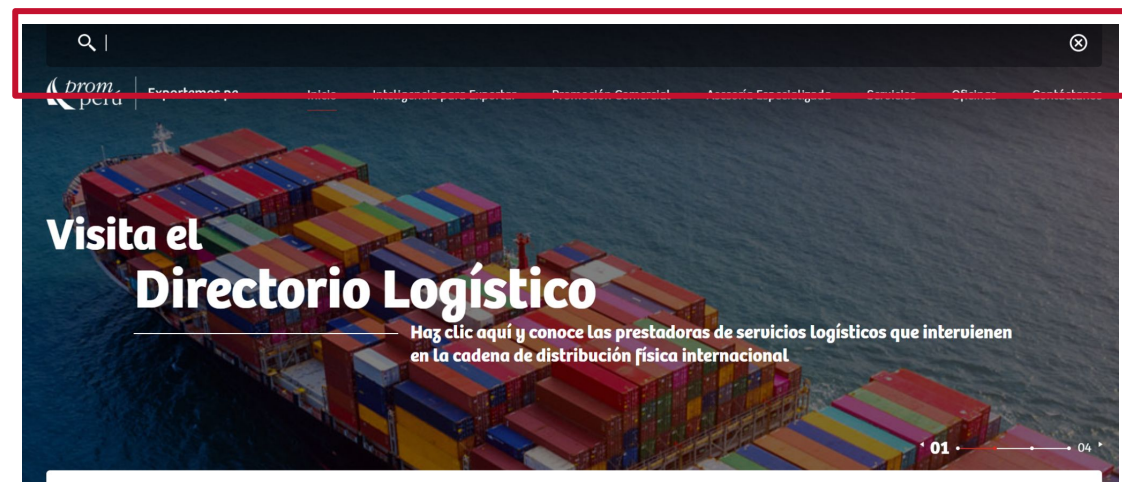 prom
perú
Exportemos.pe
Inicio
Inteligencia para Exportar
Promoción Comercial
Asesoría Especializada
Servicios
Oficinas
Contáctanos
Visita el
Directorio Logístico
Haz clic aquí y conoce las prestadoras de servicios logísticos que intervienen
en la cadena de distribución física internacional
01
04